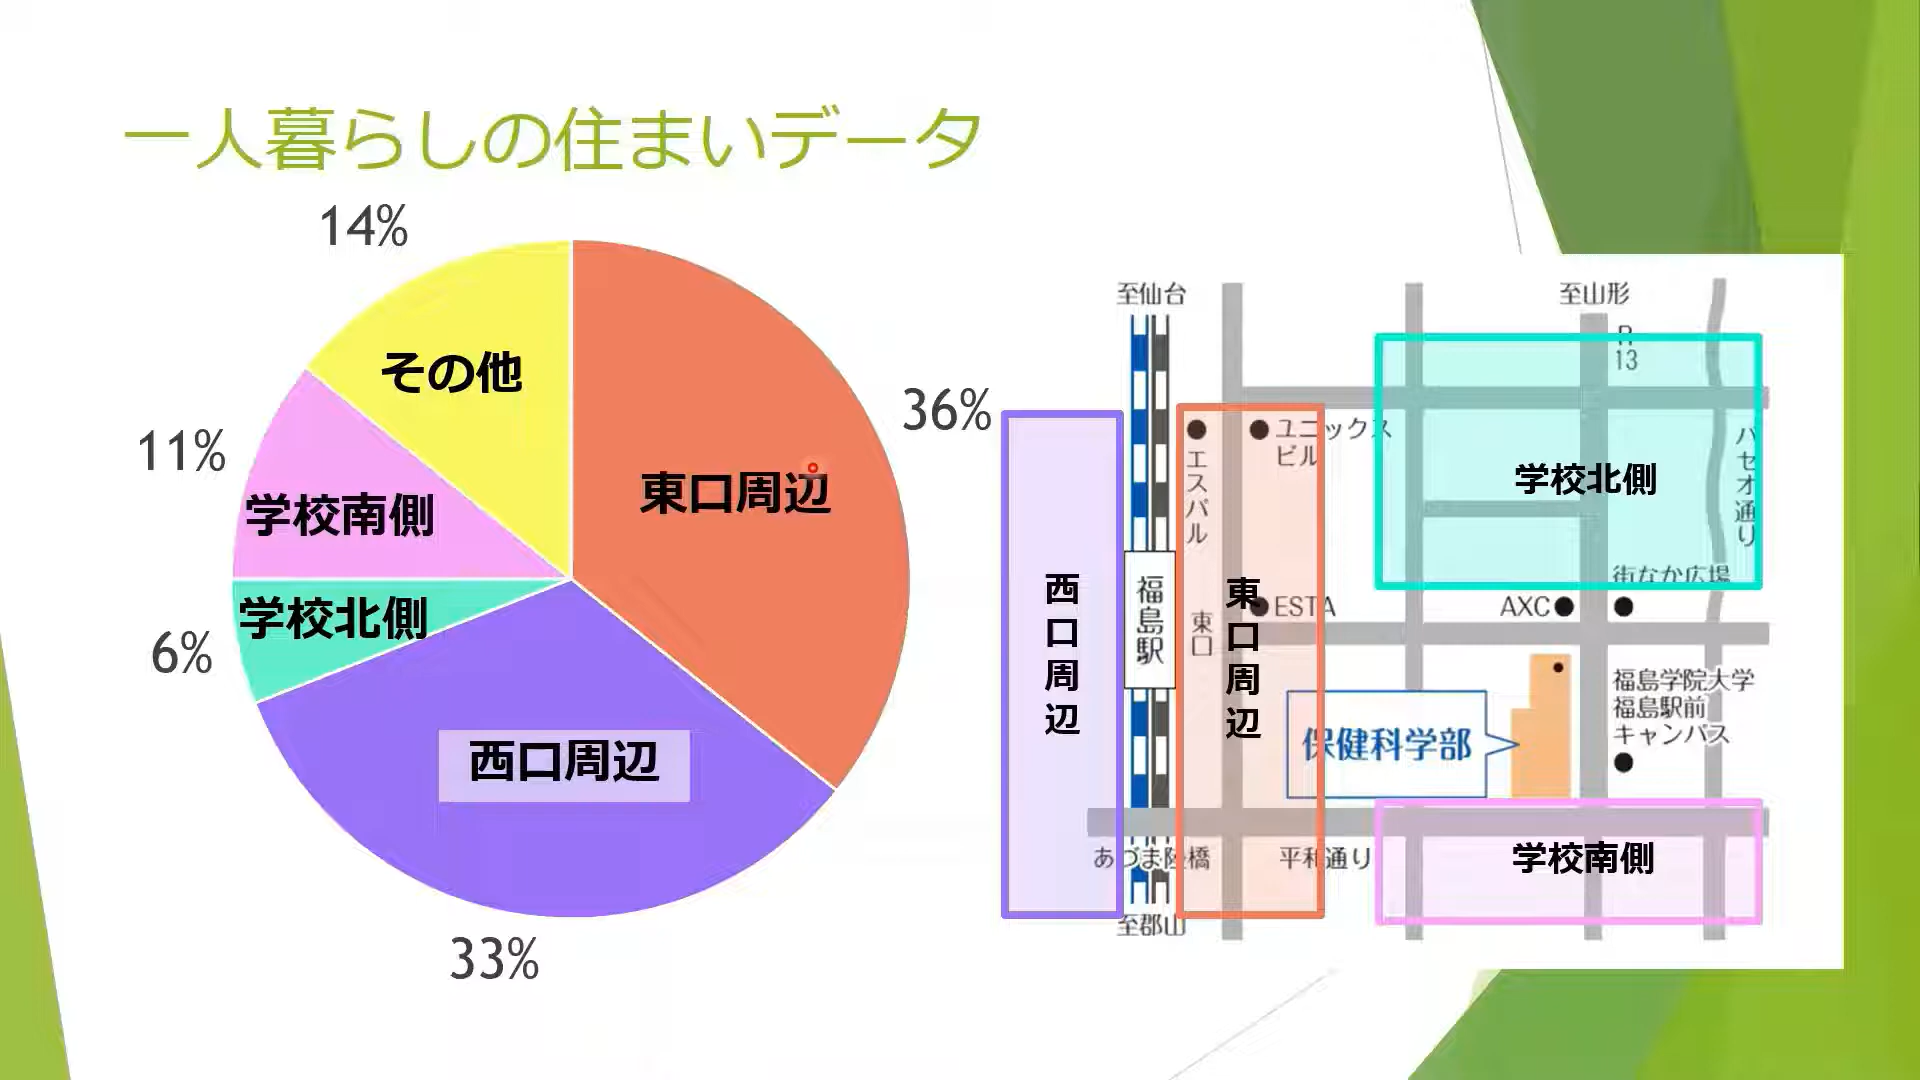 一人暮らしの住まいデータ
14%
その他
36%
東口周辺
11%
学校南側
学校北側
6%
西口周辺
33%
至仙台
至山形
13
ユニックス
ビル
エスパル
学校北側
パセオ通り
街なか広場
西口周辺
福島駅
東口
東口周辺
ESTA
AXC
福島学院大学
福島駅前
キャンパス
保健科学部
あづま陸橋
平和通り
学校南側
至郡山